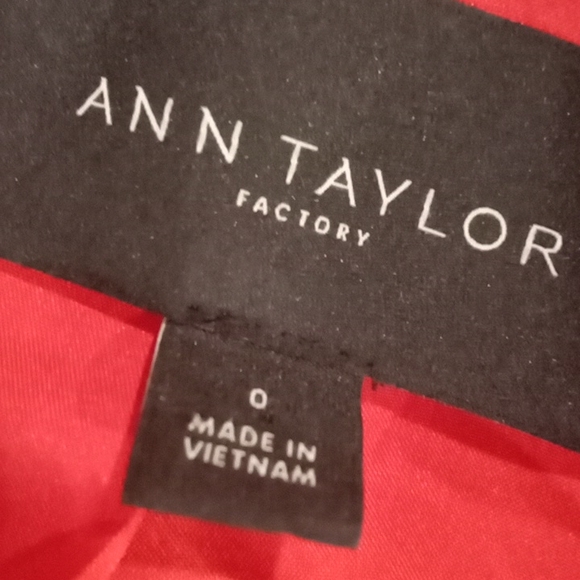 ANN TAYLOR
FACTORY
0
MADE IN
VIETNAM